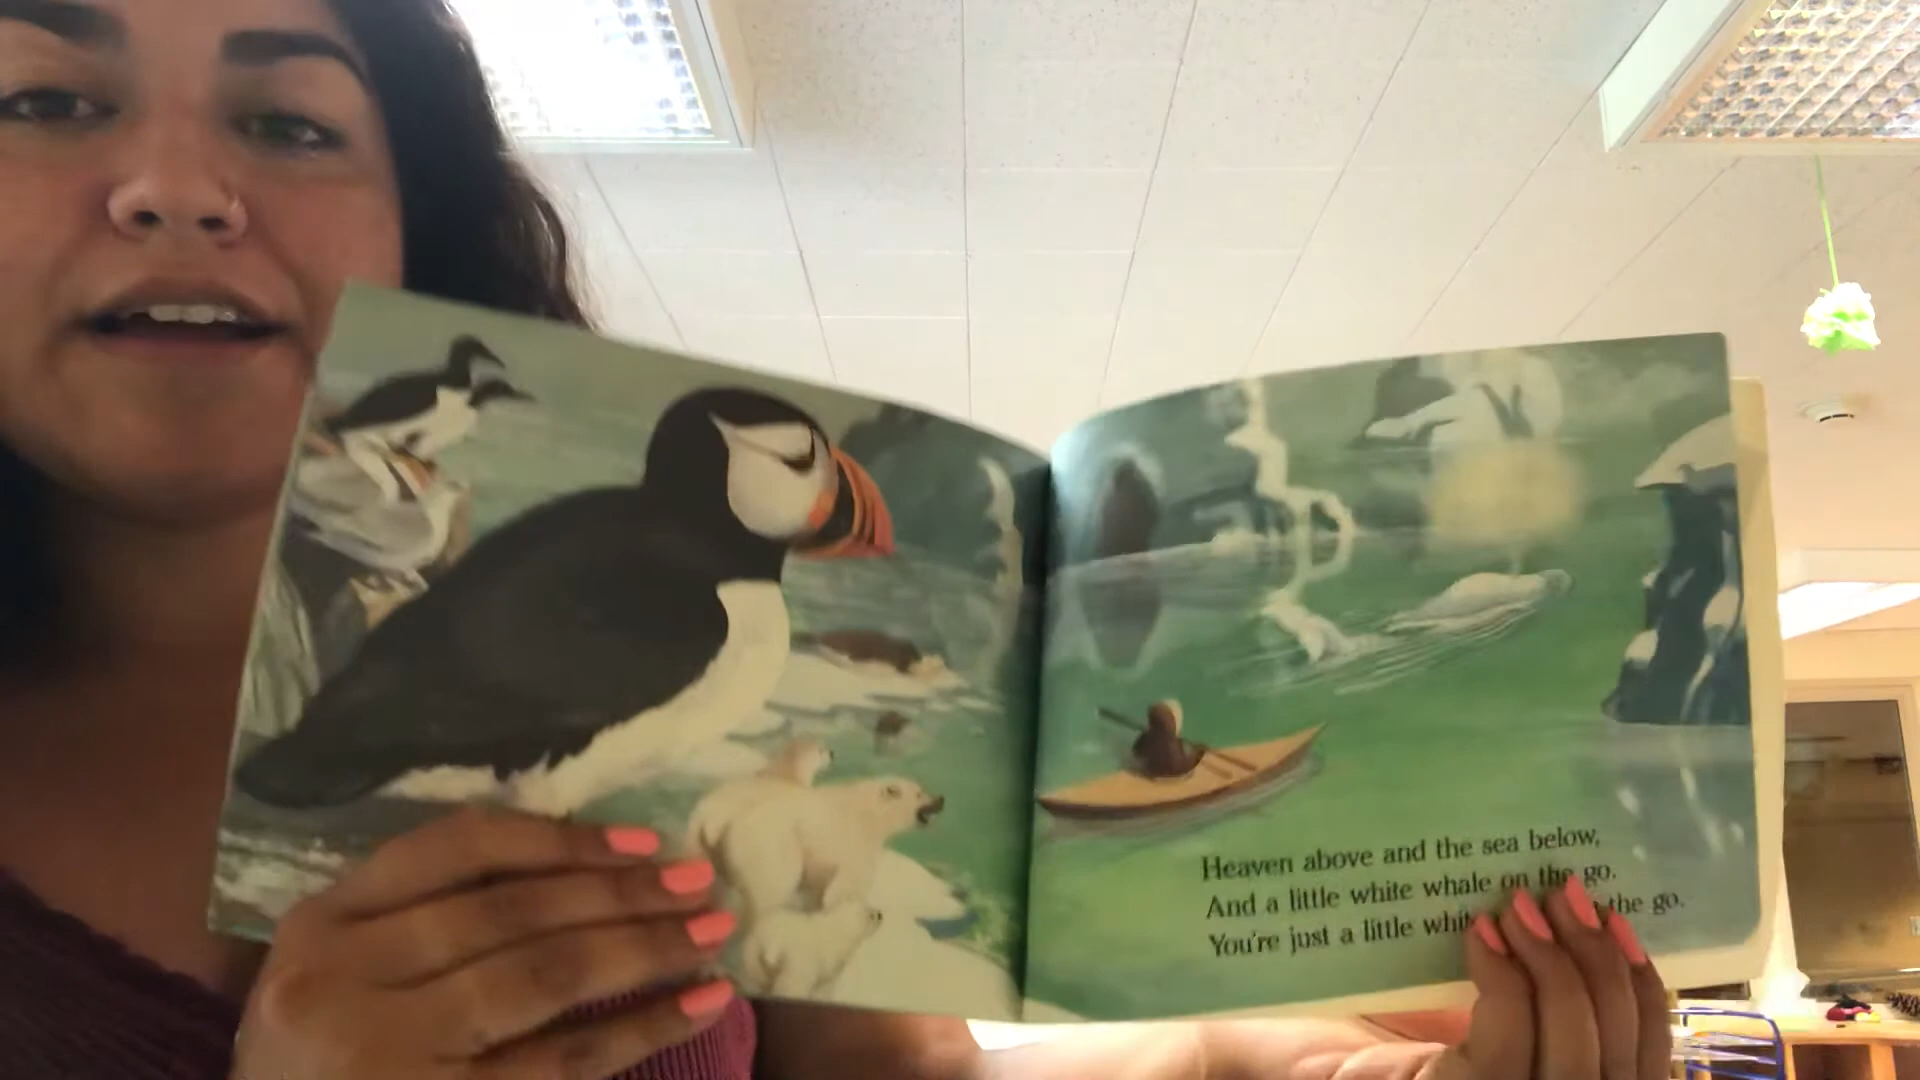 Heaven above and the sea below,
And a little white whale on the go.
You're just a little the go.